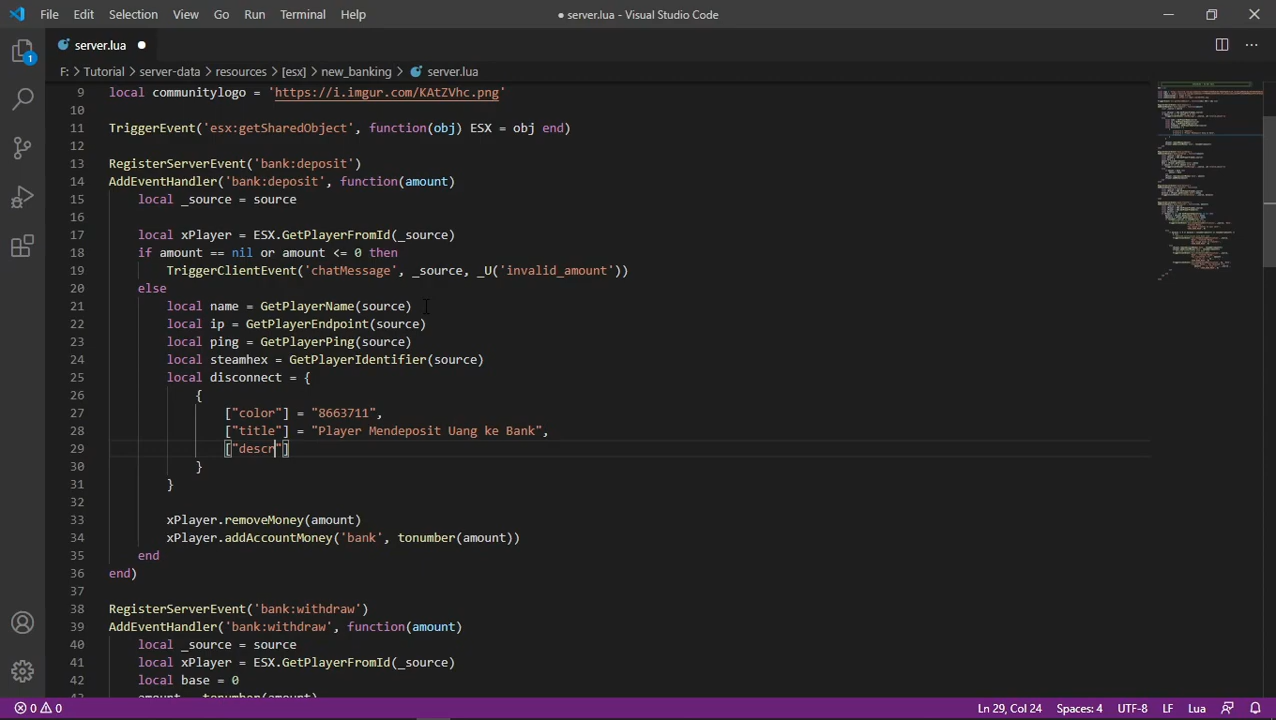 File Edit Selection View Go Run Terminal Help
● server.lua - Visual Studio Code
server.lua ●
1
F: > Tutorial > server-data > resources > [esx] > new_banking > server.lua
9 local communitylogo = 'https://i.imgur.com/KAtZVhc.png'
10
11 TriggerEvent('esx:getSharedObject', function(obj) ESX = obj end)
12
13 RegisterServerEvent('bank:deposit')
14 AddEventHandler('bank:deposit', function(amount)
15 local _source = source
16
17 local xPlayer = ESX.GetPlayerFromId(_source)
18 if amount == nil or amount <= 0 then
19 TriggerClientEvent('chatMessage', _source, _U('invalid_amount'))
20 else
21 local name = GetPlayerName(source)
22 local ip = GetPlayerEndpoint(source)
23 local ping = GetPlayerPing(source)
24 local steamhex = GetPlayerIdentifier(source)
25 local disconnect = {
26 {
27 ["color"] = "8663711",
28 ["title"] = "Player Mendeposit Uang ke Bank",
29 ["descr"]
30 }
31 }
32
33 xPlayer.removeMoney(amount)
34 xPlayer.addAccountMoney('bank', tonumber(amount))
35 end
36 end)
37
38 RegisterServerEvent('bank:withdraw')
39 AddEventHandler('bank:withdraw', function(amount)
40 local _source = source
41 local xPlayer = ESX.GetPlayerFromId(_source)
42 local base = 0
43 amount = tonumber(amount)
0 0 Ln 29, Col 24 Spaces: 4 UTF-8 LF Lua